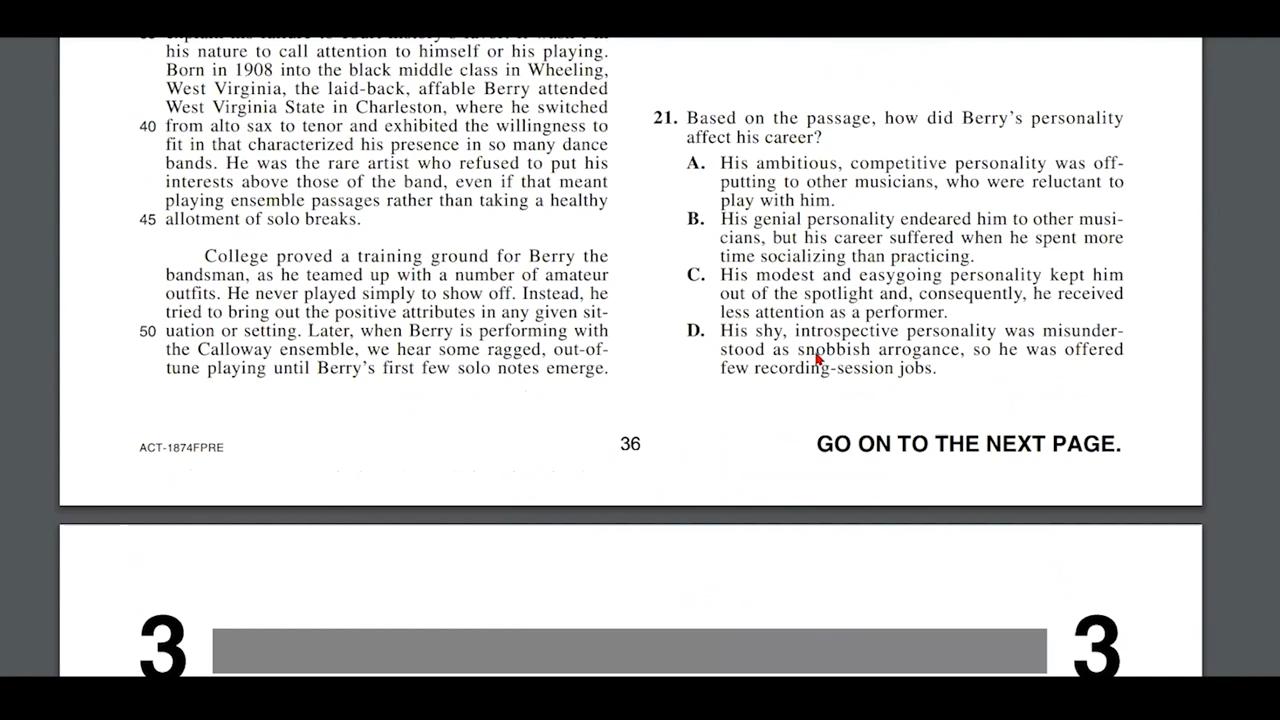 his nature to call attention to himself or his playing.
Born in 1908 into the black middle class in Wheeling,
West Virginia, the laid-back, affable Berry attended
West Virginia State in Charleston, where he switched
40 from alto sax to tenor and exhibited the willingness to
fit in that characterized his presence in so many dance
bands. He was the rare artist who refused to put his
interests above those of the band, even if that meant
playing ensemble passages rather than taking a healthy
45 allotment of solo breaks.
College proved a training ground for Berry the
bandsman, as he teamed up with a number of amateur
outfits. He never played simply to show off. Instead, he
tried to bring out the positive attributes in any given sit-
50 uation or setting. Later, when Berry is performing with
the Calloway ensemble, we hear some ragged, out-of-
tune playing until Berry's first few solo notes emerge.
21. Based on the passage, how did Berry's personality
affect his career?
A. His ambitious, competitive personality was off-
putting to other musicians, who were reluctant to
play with him.
B. His genial personality endeared him to other musi-
cians, but his career suffered when he spent more
time socializing than practicing.
C. His modest and easygoing personality kept him
out of the spotlight and, consequently, he received
less attention as a performer.
D. His shy, introspective personality was misunder-
stood as snobbish arrogance, so he was offered
few recording-session jobs.
ACT-1874FPRE
36
GO ON TO THE NEXT PAGE.
3
3